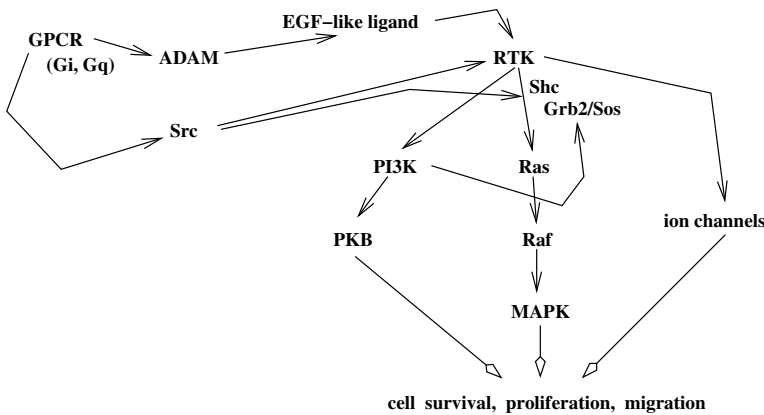 EGF-like ligand
GPCR
(Gi, Gq)
ADAM
RTK
Shc
Grb2/Sos
Src
PI3K
Ras
ion channels
PKB
Raf
MAPK
cell survival, proliferation, migration